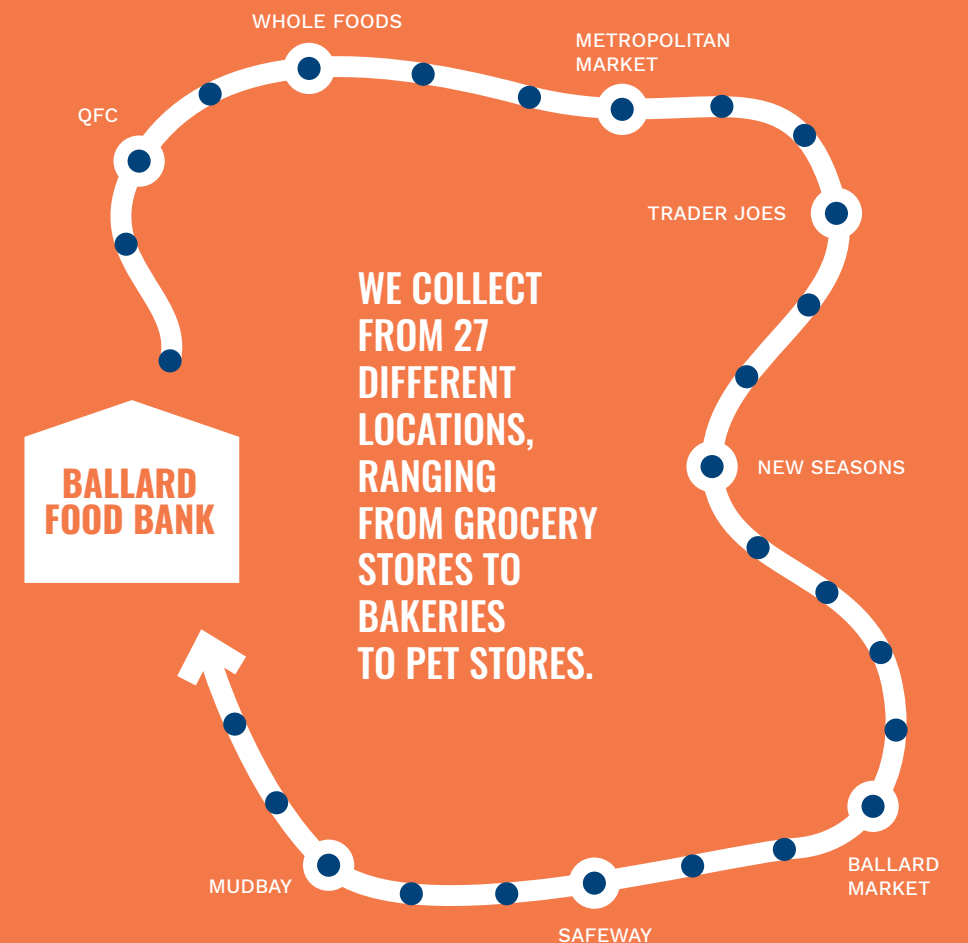 WHOLE FOODS
METROPOLITAN
MARKET
QFC
TRADER JOES
WE COLLECT
FROM 27
DIFFERENT
LOCATIONS,
RANGING
FROM GROCERY
STORES TO
BAKERIES
TO PET STORES.
BALLARD
FOOD BANK
NEW SEASONS
BALLARD
MARKET
MUDBAY
SAFEWAY